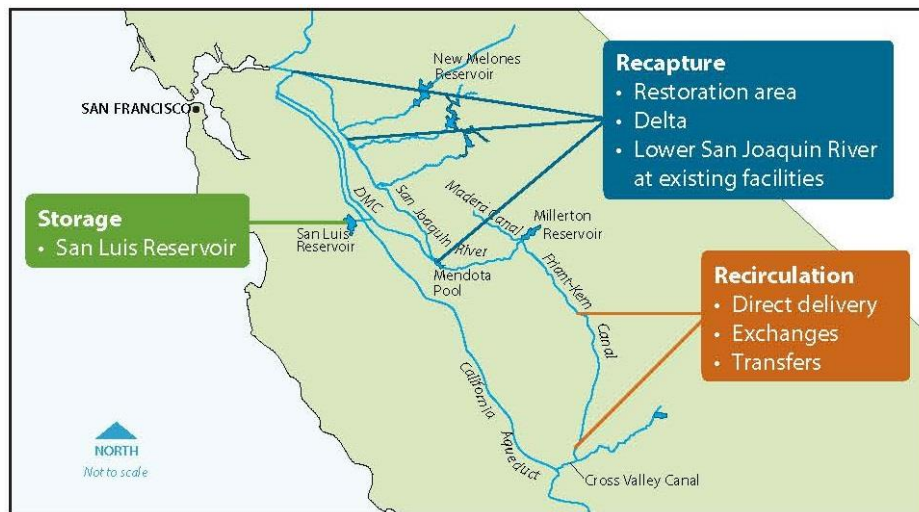 New Melones
Reservoir
SAN FRANCISCO
Recapture
• Restoration area
• Delta
• Lower San Joaquin River
at existing facilities
Storage
• San Luis Reservoir
DMC
San Joaquin River
Madera Canal
Millerton
Reservoir
San Luis
Reservoir
Mendota
Pool
Friant-Kern
Canal
Recirculation
• Direct delivery
• Exchanges
• Transfers
California
Aqueduct
Cross Valley Canal
NORTH
Not to scale